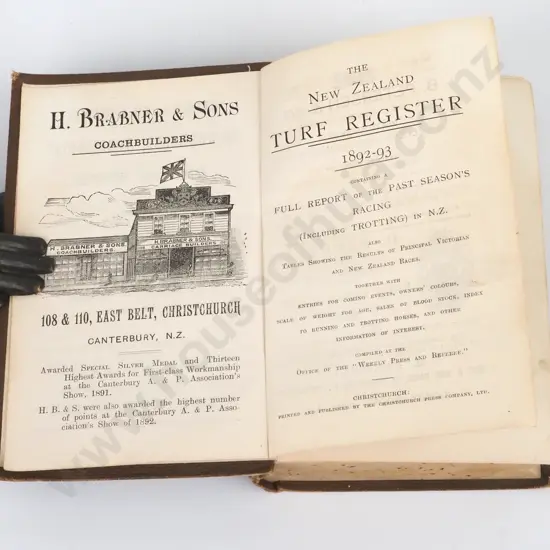 H. BRABNER & SONS
COACHBUILDERS
H. BRABNER & SONS.
COACHBUILDERS
H. BRABNER & SONS.
CARRIAGE BUILDERS
108 & 110, EAST BELT, CHRISTCHURCH
CANTERBURY, N.Z.
Awarded SPECIAL SILVER MEDAL and Thirteen
Highest Awards for First-class Workmanship
at the Canterbury A. & P. Association's
Show, 1891.
H. B. & S. were also awarded the highest number
of points at the Canterbury A. & P. Asso-
ciation's Show of 1892.
THE
NEW ZEALAND
TURF REGISTER
1892-93
CONTAINING A
FULL REPORT OF THE PAST SEASON'S
RACING
(INCLUDING TROTTING) IN N.Z.
ALSO
TABLES SHOWING THE RESULTS OF PRINCIPAL VICTORIAN
AND NEW ZEALAND RACES.
TOGETHER WITH
ENTRIES FOR COMING EVENTS, OWNERS' COLOURS,
SCALE OF WEIGHT FOR AGE, SALES OF BLOOD STOCK, INDEX
TO RUNNING AND TROTTING HORSES, AND OTHER
INFORMATION OF INTEREST.
COMPILED AT THE
OFFICE OF THE "WEEKLY PRESS AND REFEREE."
CHRISTCHURCH:
PRINTED AND PUBLISHED BY THE CHRISTCHURCH PRESS COMPANY, LTD.